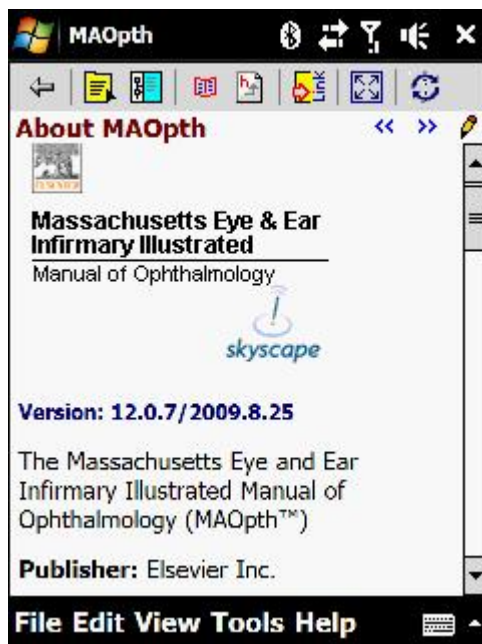 MAOpth
About MAOpth
<< >>
ELSEVIER
Massachusetts Eye & Ear
Infirmary Illustrated
Manual of Ophthalmology
skyscape
Version: 12.0.7/2009.8.25
The Massachusetts Eye and Ear
Infirmary Illustrated Manual of
Ophthalmology (MAOpth™)
Publisher: Elsevier Inc.
File Edit View Tools Help